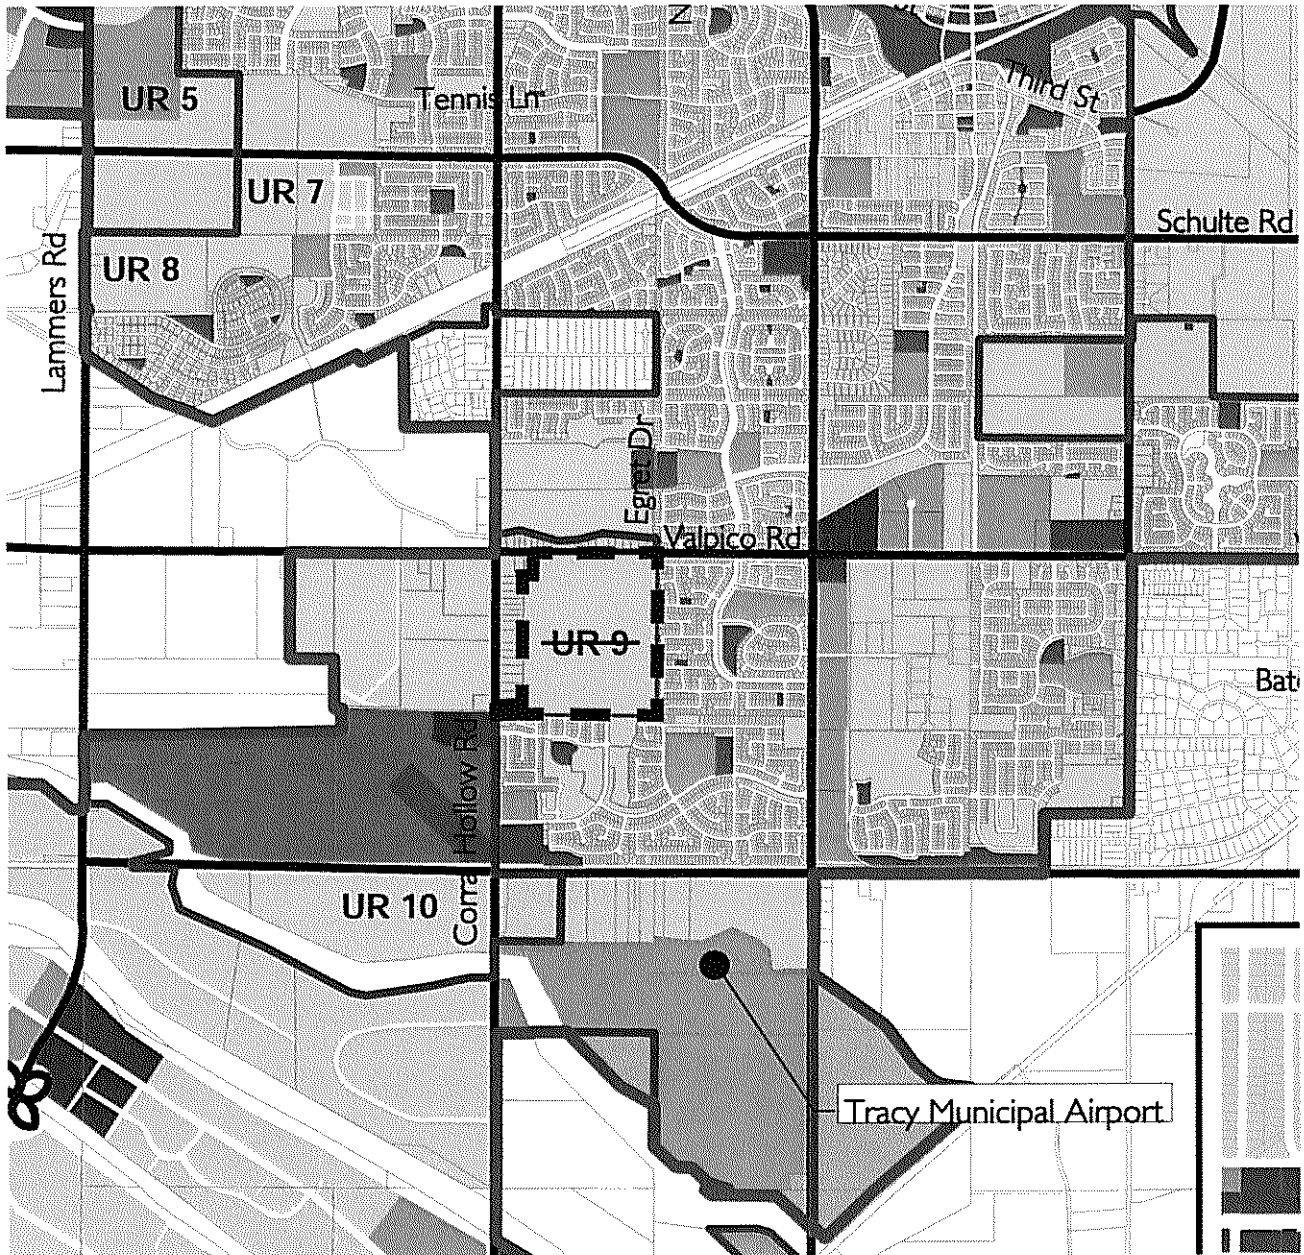 UR 5
Tennis Ln
Third St
UR 7
Schulte Rd
Lammers Rd
UR 8
Egret Dr
Valpico Rd
UR 9
Hollow Rd
UR 10
Tracy Municipal Airport